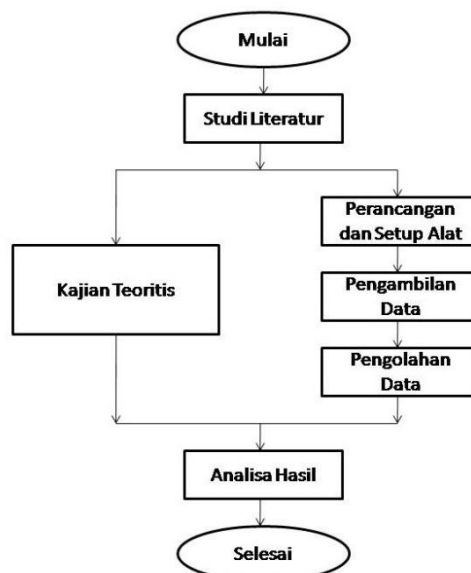 Mulai
Studi Literatur
Kajian Teoritis
Perancangan
dan Setup Alat
Pengambilan
Data
Pengolahan
Data
Analisa Hasil
Selesai